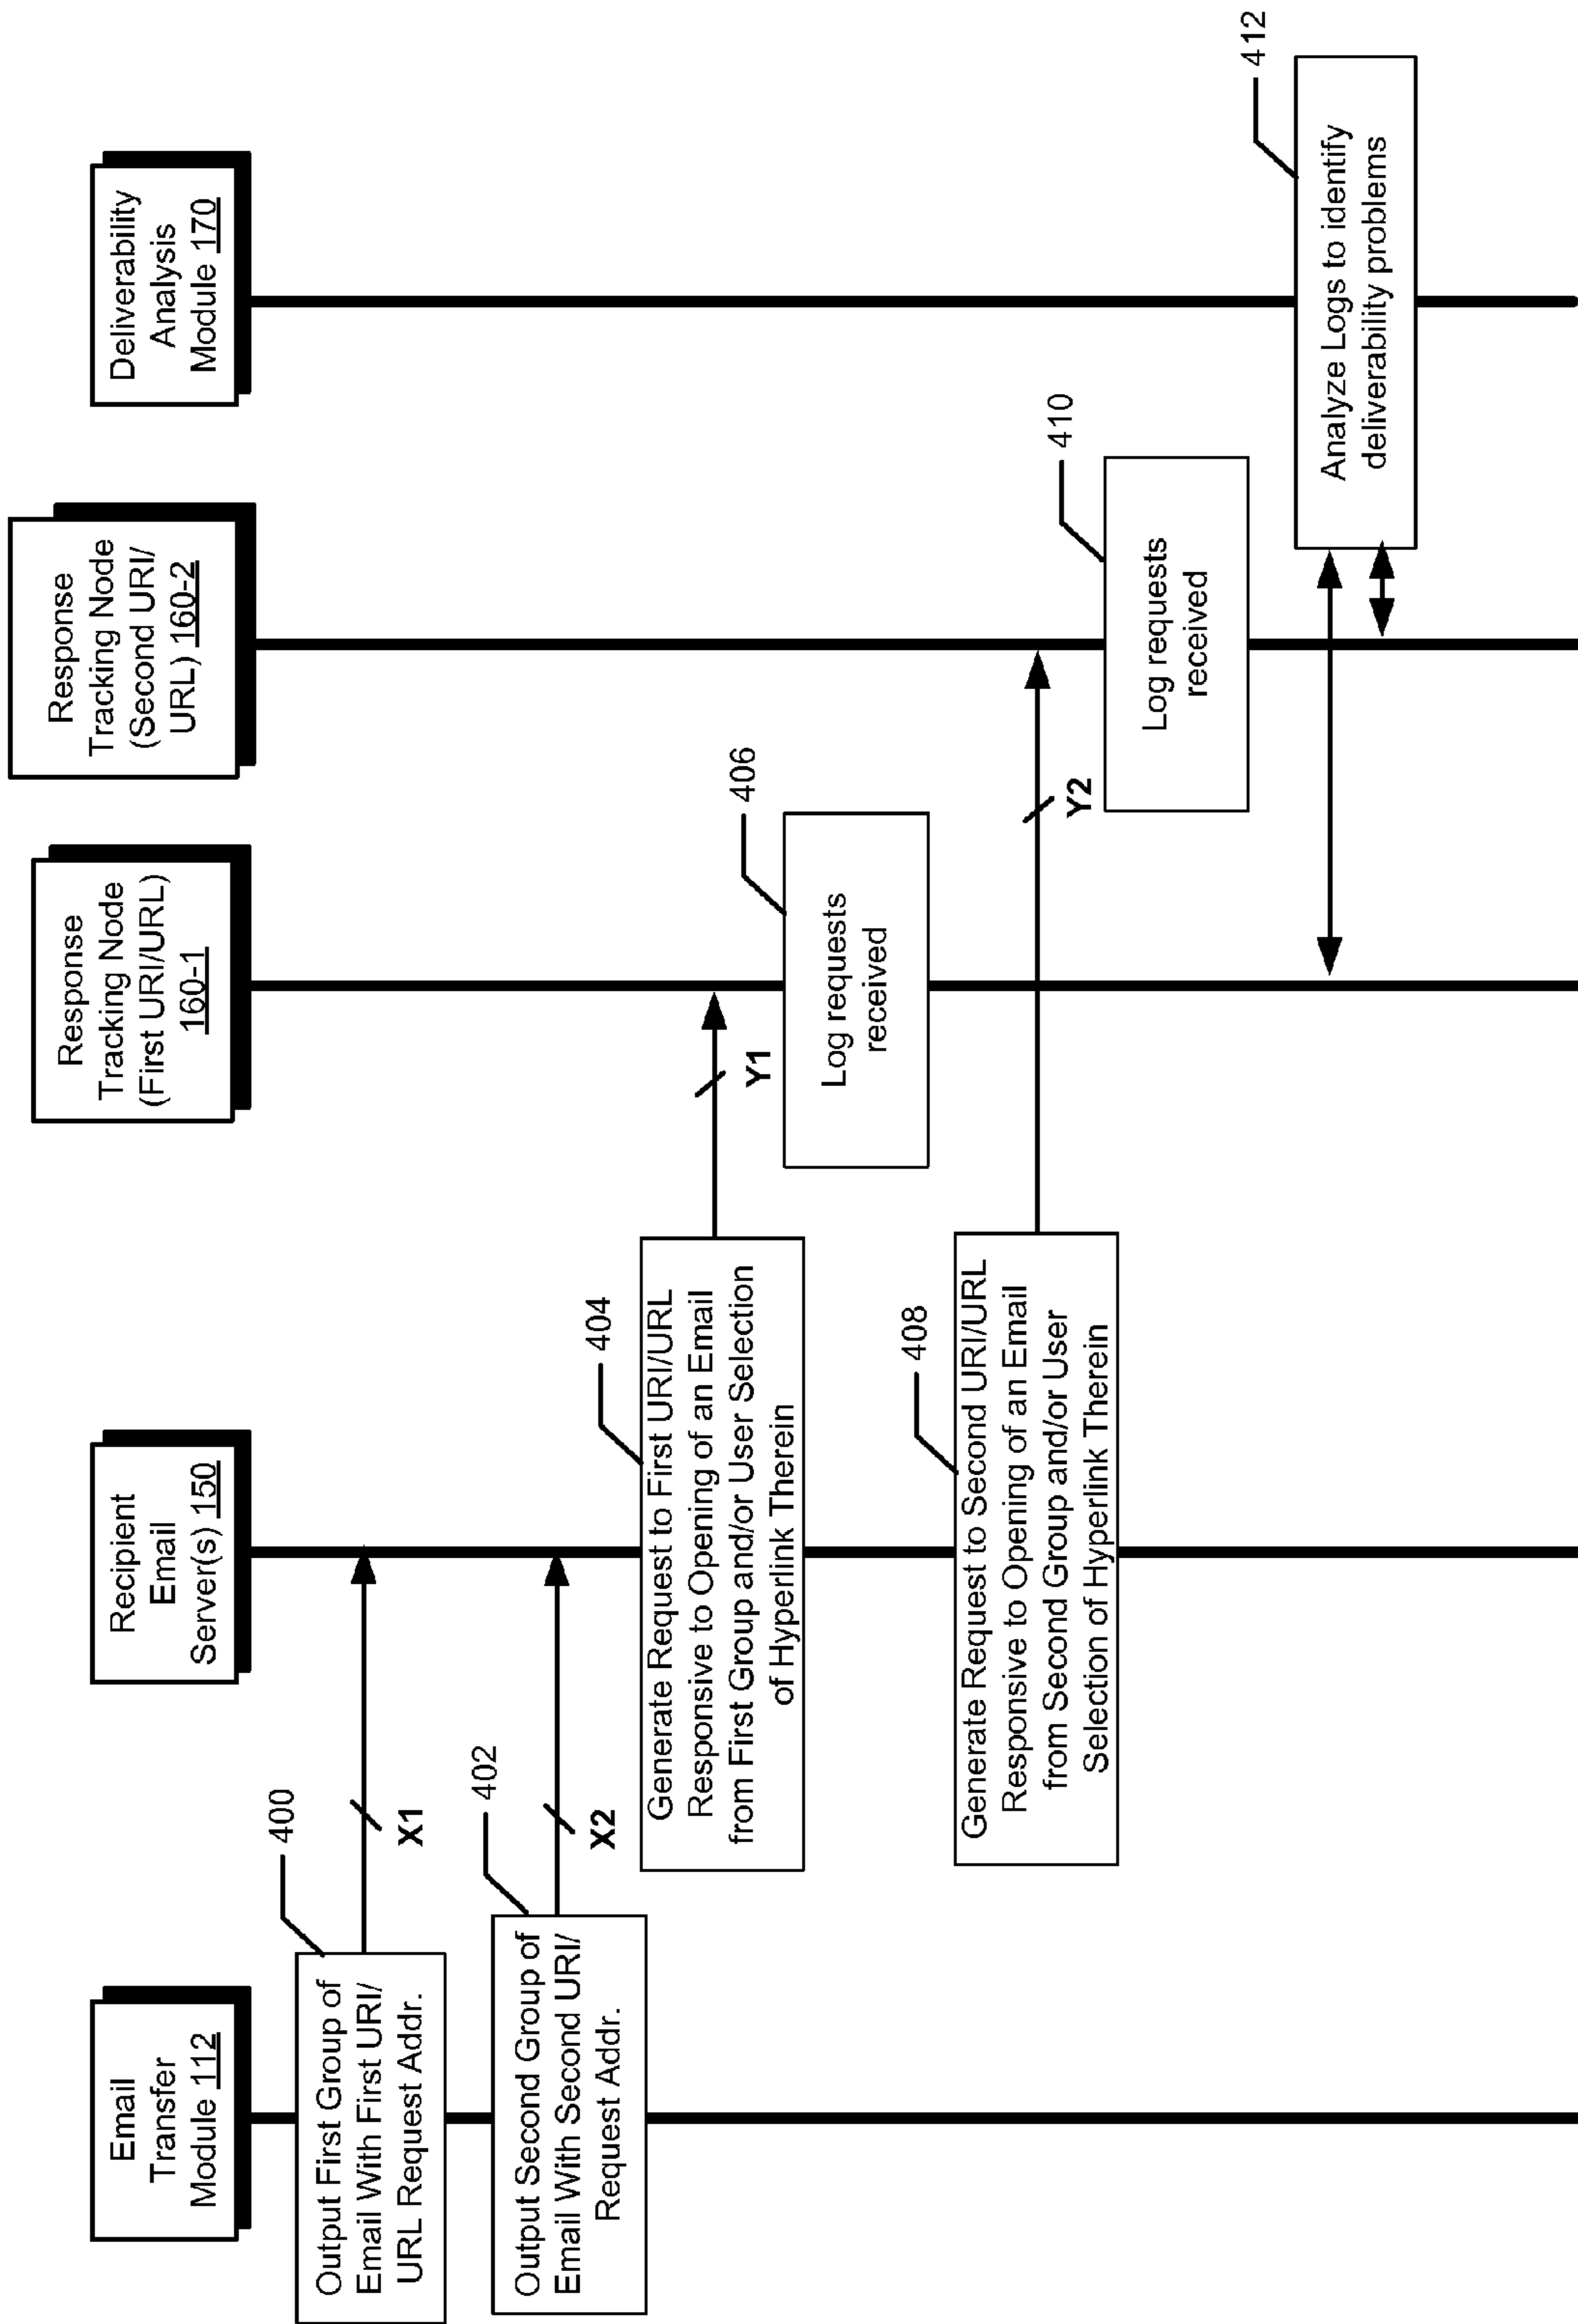 Email
Transfer
Module 112
Recipient
Email
Server(s) 150
Response
Tracking Node
(First URI/URL)
160-1
Response
Tracking Node
(Second URI/
URL) 160-2
Deliverability
Analysis
Module 170
400
Output First Group of
Email With First URI/
URL Request Addr.
X1
402
Output Second Group of
Email With Second URI/
Request Addr.
X2
404
Generate Request to First URI/URL
Responsive to Opening of an Email
from First Group and/or User Selection
of Hyperlink Therein
Y1
406
Log requests
received
408
Generate Request to Second URI/URL
Responsive to Opening of an Email
from Second Group and/or User
Selection of Hyperlink Therein
Y2
410
Log requests
received
412
Analyze Logs to identify
deliverability problems